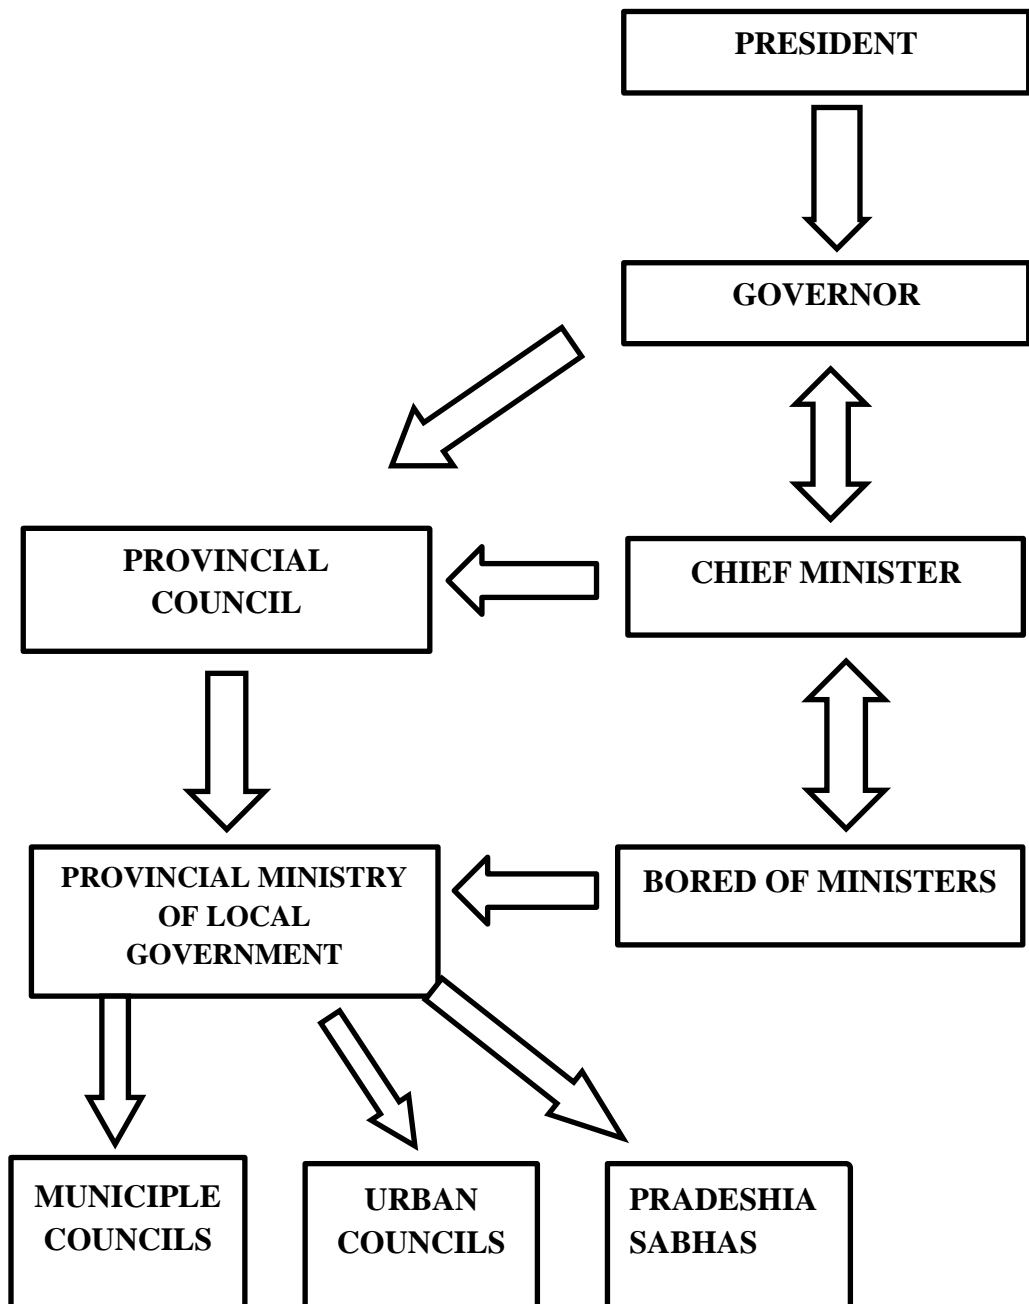 PRESIDENT
GOVERNOR
PROVINCIAL
COUNCIL
CHIEF MINISTER
PROVINCIAL MINISTRY
OF LOCAL
GOVERNMENT
BORED OF MINISTERS
MUNICIPLE
COUNCILS
URBAN
COUNCILS
PRADESHIA
SABHAS